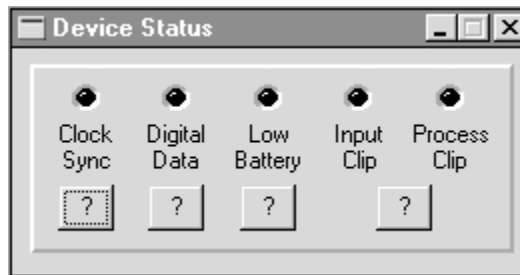 Device Status
Clock Digital Low Input Process
Sync Data Battery Clip Clip
? ? ? ?